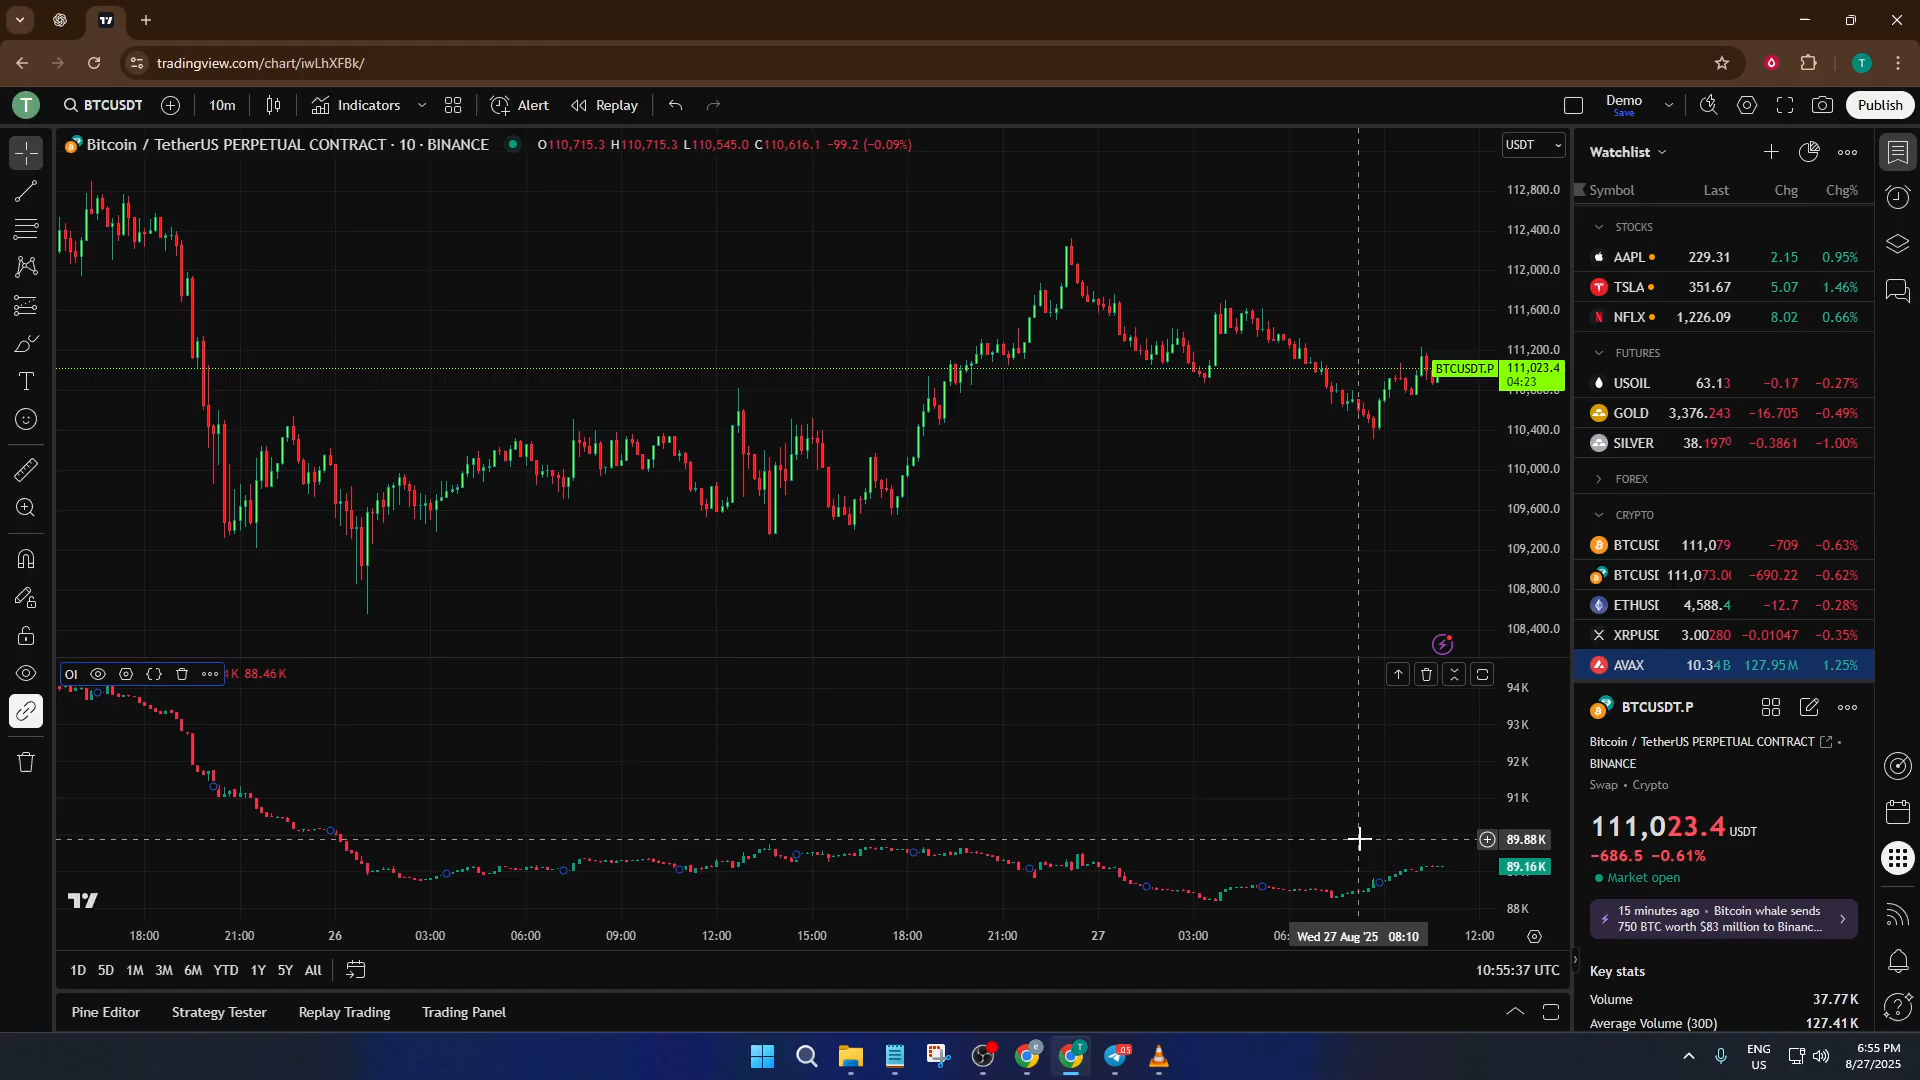 tradingview.com/chart/iwLhXFBk/
T
T
BTCUSDT
10m
Indicators
Alert
Replay
Demo
Save
Publish
Bitcoin / TetherUS PERPETUAL CONTRACT · 10 · BINANCE
O110,715.3 H110,715.3 L110,545.0 C110,616.1 −99.2 (−0.09%)
USDT
112,800.0
112,400.0
112,000.0
111,600.0
111,200.0
BTCUSDT.P
111,023.4
04:23
110,400.0
110,000.0
109,600.0
109,200.0
108,800.0
108,400.0
OI
88.46K
94K
93K
92K
91K
89.88K
89.16K
88K
18:00 21:00 26 03:00 06:00 09:00 12:00 15:00 18:00 21:00 27 03:00 Wed 27 Aug '25 08:10 12:00
1D 5D 1M 3M 6M YTD 1Y 5Y All
10:55:37 UTC
Pine Editor
Strategy Tester
Replay Trading
Trading Panel
Watchlist
Symbol Last Chg Chg%
STOCKS
AAPL 229.31 2.15 0.95%
TSLA 351.67 5.07 1.46%
NFLX 1,226.09 8.02 0.66%
FUTURES
USOIL 63.13 −0.17 −0.27%
GOLD 3,376.243 −16.705 −0.49%
SILVER 38.1970 −0.3861 −1.00%
FOREX
CRYPTO
BTCUSD 111,079 −709 −0.63%
BTCUSD 111,073.00 −690.22 −0.62%
ETHUSD 4,588.4 −12.7 −0.28%
XRPUSD 3.00280 −0.01047 −0.35%
AVAX 10.34B 127.95M 1.25%
BTCUSDT.P
Bitcoin / TetherUS PERPETUAL CONTRACT
BINANCE
Swap • Crypto
111,023.4 USDT
−686.5 −0.61%
Market open
15 minutes ago • Bitcoin whale sends
750 BTC worth $83 million to Binanc...
Key stats
Volume 37.77K
Average Volume (30D) 127.41K
ENG
US
6:55 PM
8/27/2025